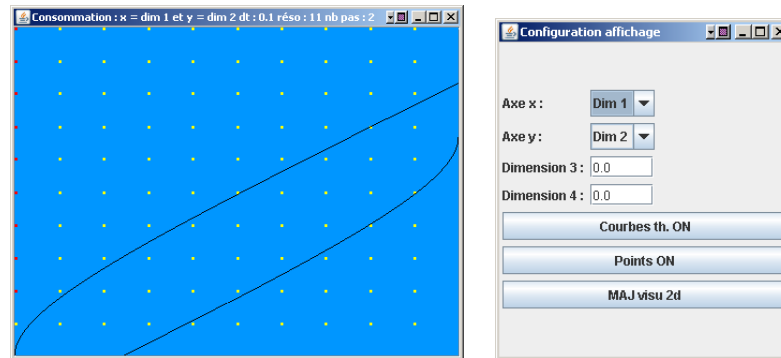 Consommation : x = dim 1 et y = dim 2 dt : 0.1 réso : 11 nb pas : 2
Configuration affichage
Axe x : Dim 1
Axe y : Dim 2
Dimension 3 : 0.0
Dimension 4 : 0.0
Courbes th. ON
Points ON
MAJ visu 2d